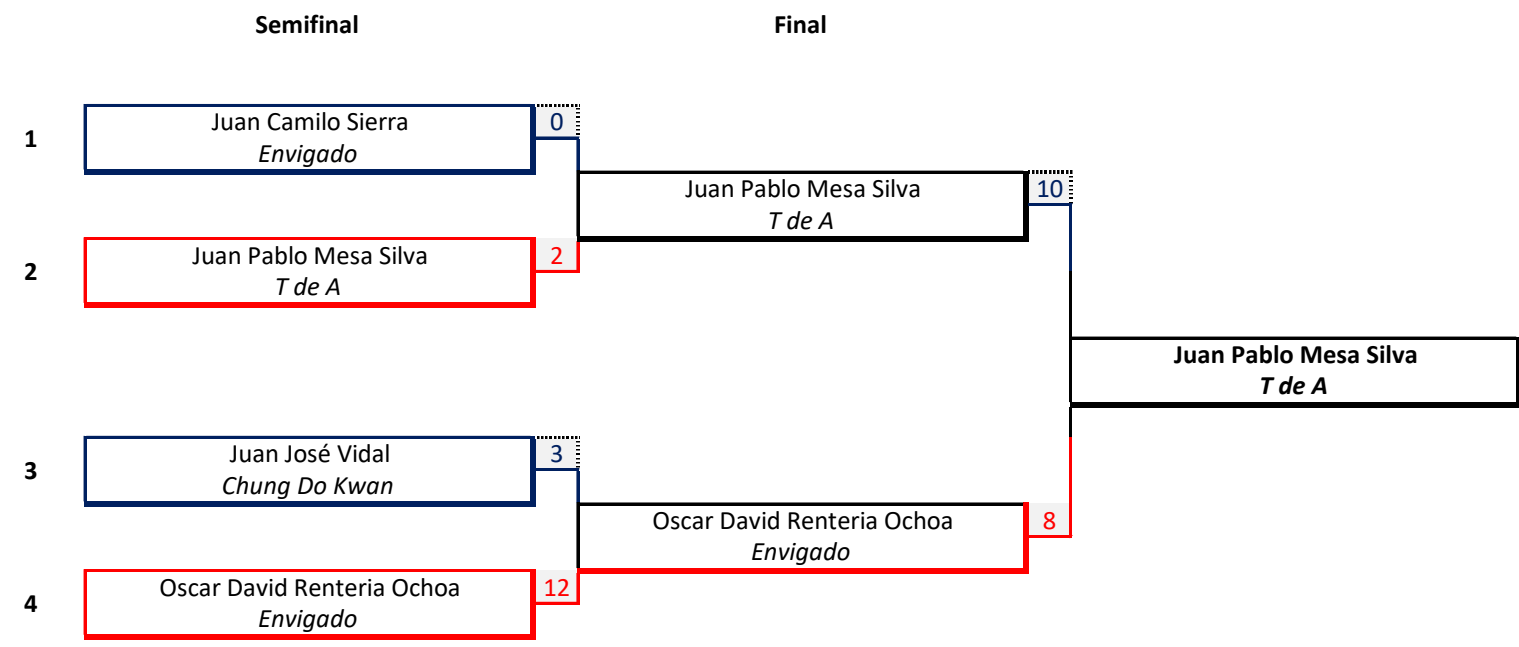 Semifinal Final
1
Juan Camilo Sierra
Envigado
0
2
Juan Pablo Mesa Silva
T de A
2
Juan Pablo Mesa Silva
T de A
10
3
Juan José Vidal
Chung Do Kwan
3
4
Oscar David Renteria Ochoa
Envigado
12
Oscar David Renteria Ochoa
Envigado
8
Juan Pablo Mesa Silva
T de A